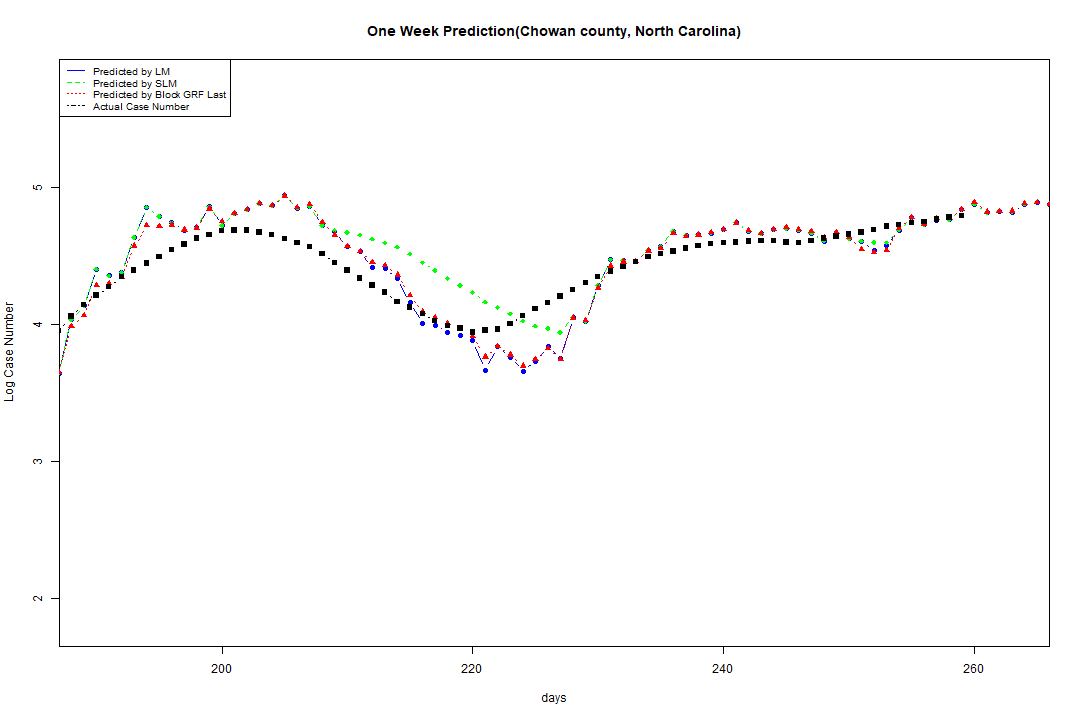 One Week Prediction(Chowan county, North Carolina)
Predicted by LM
Predicted by SLM
Predicted by Block GRF Last
Actual Case Number
5
4
3
2
Log Case Number
200
220
240
260
days